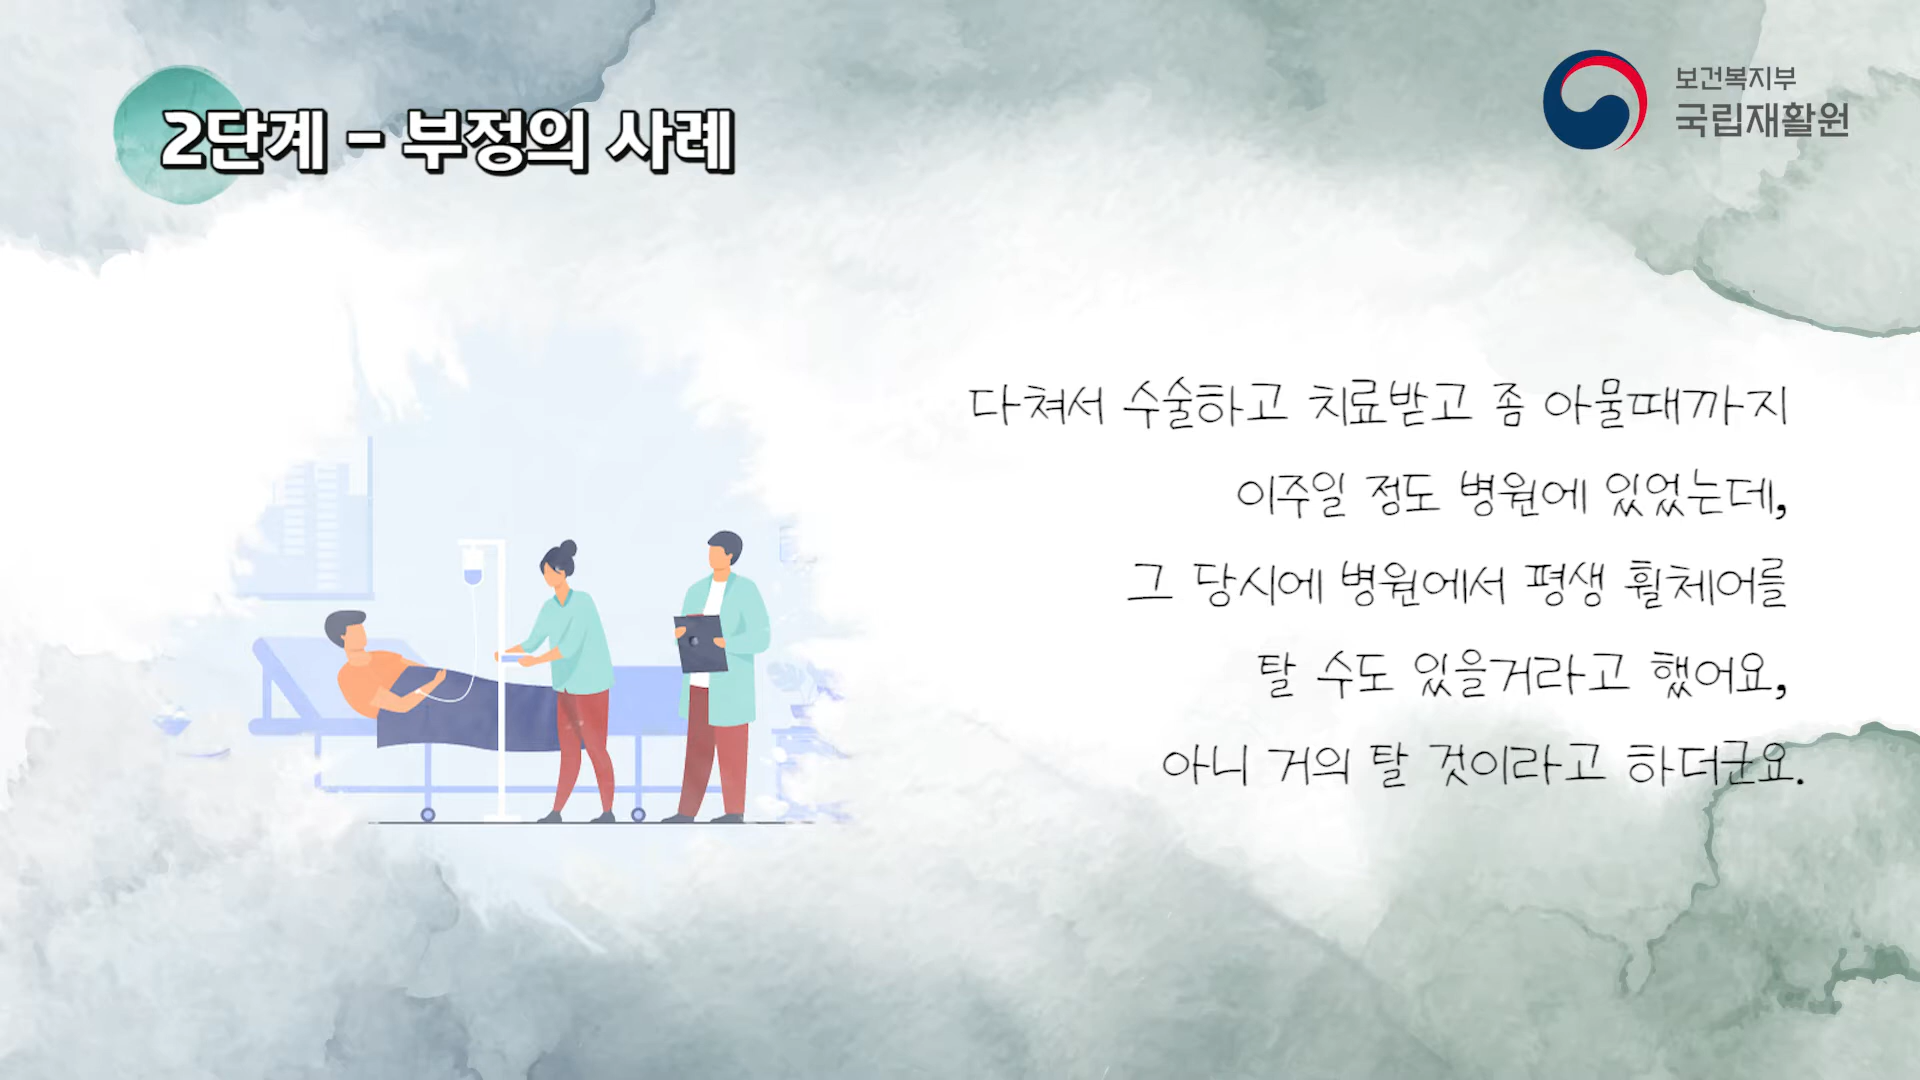 2단계 - 부정의 사례
보건복지부
국립재활원
다쳐서 수술하고 치료받고 좀 아물때까지
이주일 정도 병원에 있었는데,
그 당시에 병원에서 평생 휠체어를
탈 수도 있을거라고 했어요,
아니 거의 탈 것이라고 하더군요.